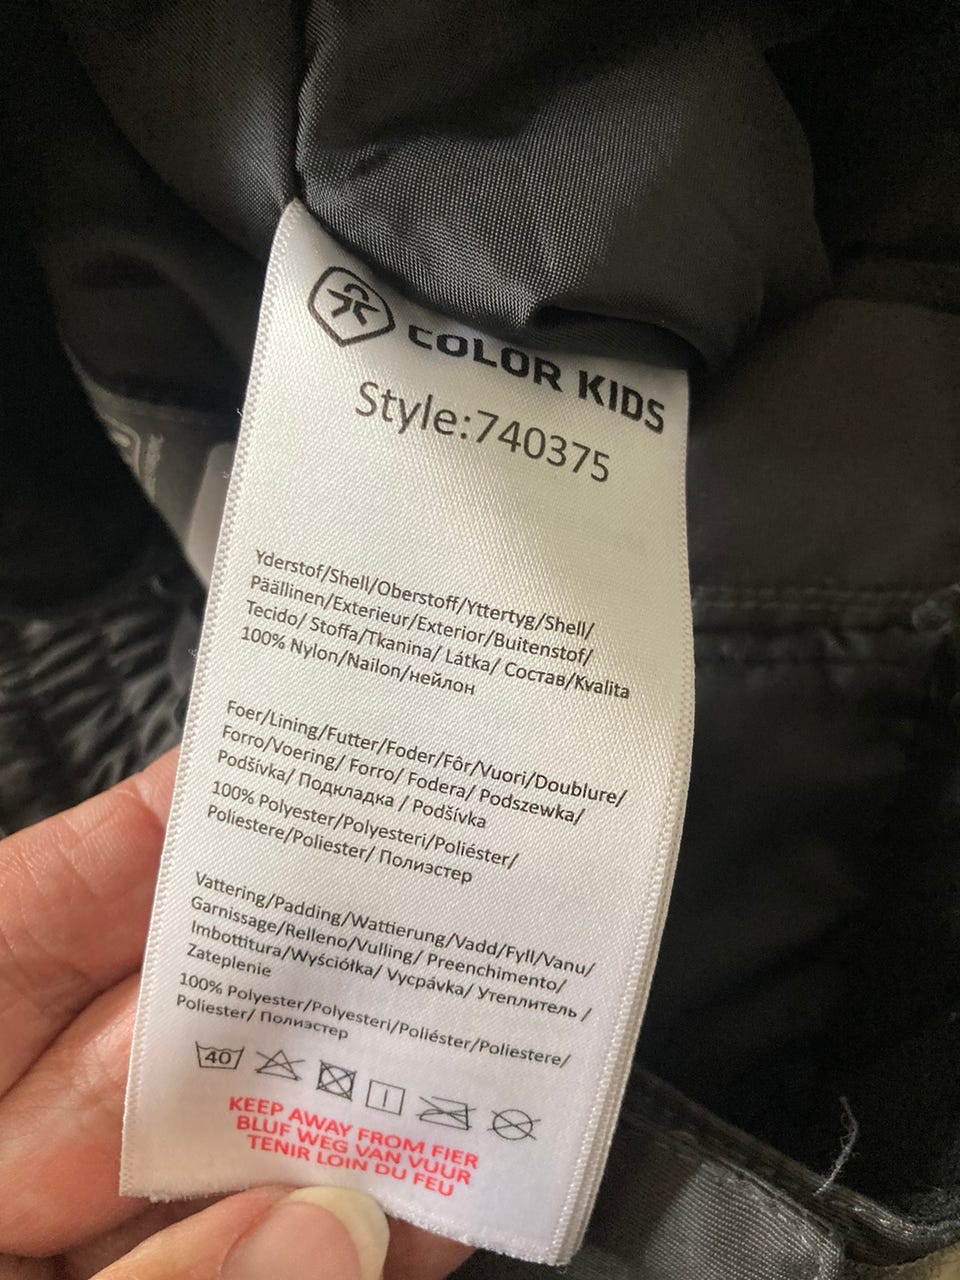 COLOR KIDS
Style:740375
Yderstof/Shell/Oberstoff/Yttertyg/Shell/
Päällinen/Exterieur/Exterior/Buitenstof/
Tecido/ Stoffa/Tkanina/ Látka/ Состав/Kvalita
100% Nylon/Nailon/нейлон
Foer/Lining/Futter/Foder/Fôr/Vuori/Doublure/
Forro/Voering/ Forro/ Fodera/ Podszewka/
Podšívka/ Подкладка / Podšívka
100% Polyester/Polyesteri/Poliéster/
Poliestere/Poliester/ Полиэстер
Vattering/Padding/Wattierung/Vadd/Fyll/Vanu/
Garnissage/Relleno/Vulling/ Preenchimento/
Imbottitura/Wyściółka/ Vycpávka/ Утеплитель /
Zateplenie
100% Polyester/Polyesteri/Poliéster/Poliestere/
Poliester/ Полиэстер
40
KEEP AWAY FROM FIER
BLUF WEG VAN VUUR
TENIR LOIN DU FEU